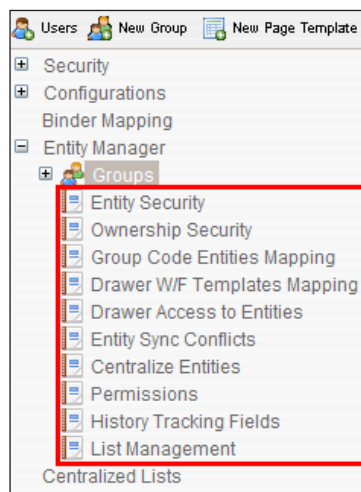 Users New Group New Page Template
Security
Configurations
Binder Mapping
Entity Manager
Groups
Entity Security
Ownership Security
Group Code Entities Mapping
Drawer W/F Templates Mapping
Drawer Access to Entities
Entity Sync Conflicts
Centralize Entities
Permissions
History Tracking Fields
List Management
Centralized Lists